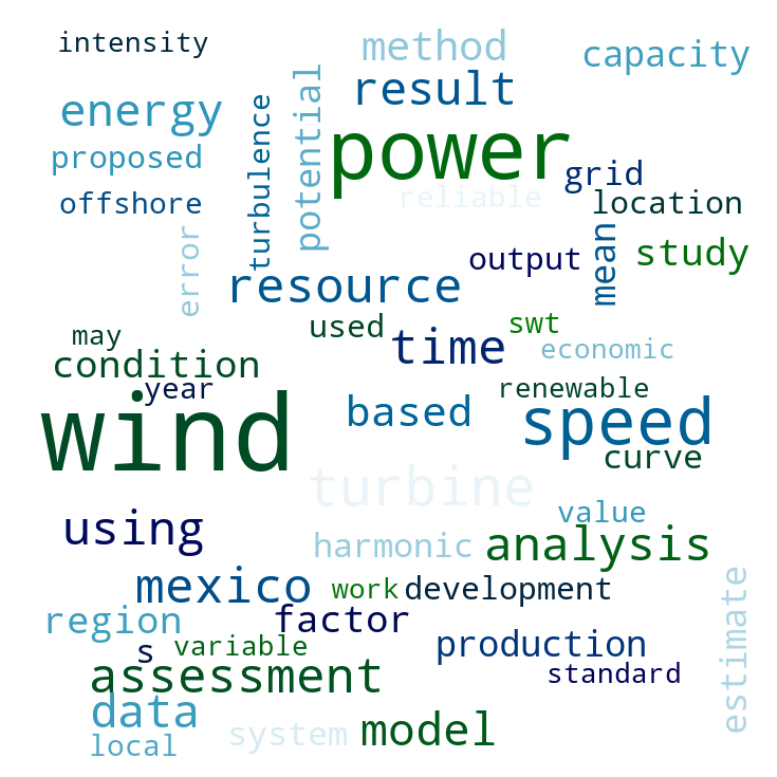 intensity
method
capacity
result
energy
turbulence
potential
power
proposed
grid
reliable
offshore
location
error
mean
study
output
resource
used
swt
may
time
economic
condition
year
renewable
wind
based
speed
curve
turbine
using
value
harmonic
analysis
mexico
work
development
estimate
region
factor
variable
s
production
assessment
standard
data
local
system
model